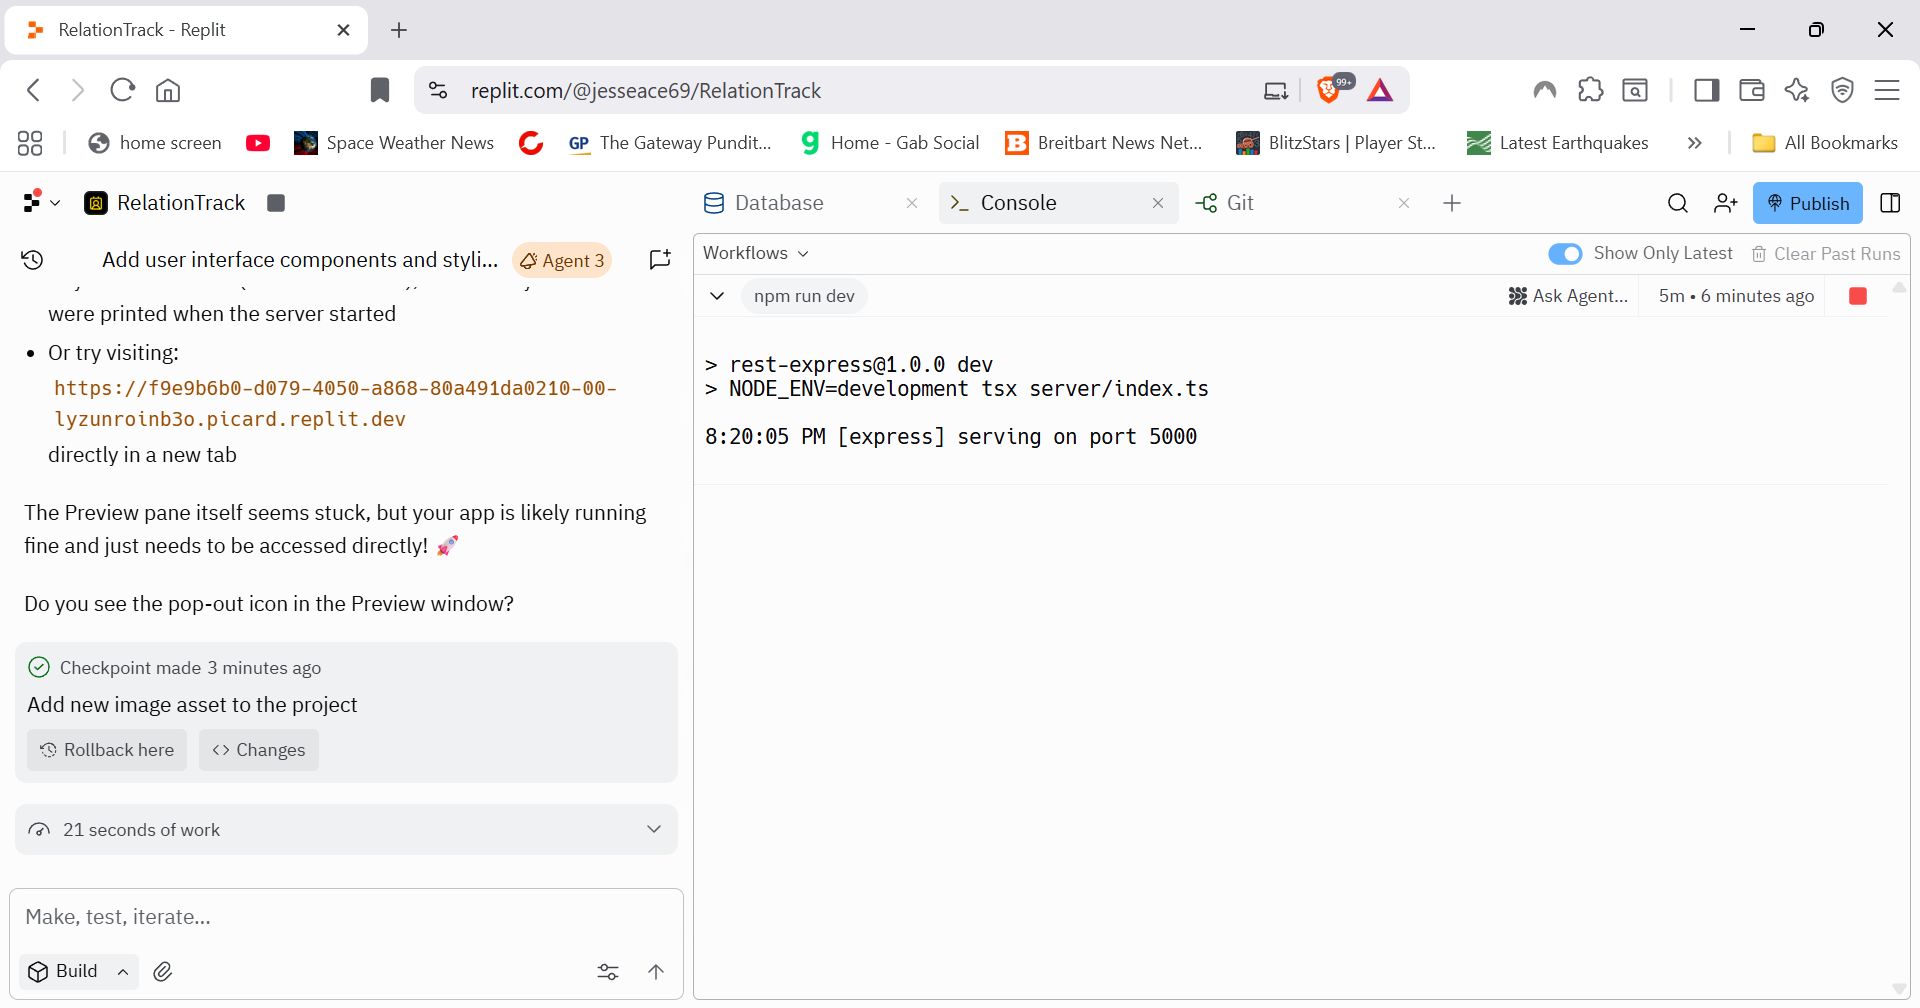 RelationTrack - Replit
replit.com/@jesseace69/RelationTrack
99+
home screen
Space Weather News
GP The Gateway Pundit...
Home - Gab Social
Breitbart News Net...
BlitzStars | Player St...
Latest Earthquakes
All Bookmarks
RelationTrack
Database
Console
Git
Publish
Add user interface components and styli...
Agent 3
Workflows
Show Only Latest
Clear Past Runs
were printed when the server started
npm run dev
Ask Agent...
5m • 6 minutes ago
• Or try visiting:
https://f9e9b6b0-d079-4050-a868-80a491da0210-00-
lyzunroinb3o.picard.replit.dev
directly in a new tab
> rest-express@1.0.0 dev
> NODE_ENV=development tsx server/index.ts
8:20:05 PM [express] serving on port 5000
The Preview pane itself seems stuck, but your app is likely running
fine and just needs to be accessed directly! 🚀
Do you see the pop-out icon in the Preview window?
Checkpoint made 3 minutes ago
Add new image asset to the project
Rollback here
<> Changes
21 seconds of work
Make, test, iterate...
Build